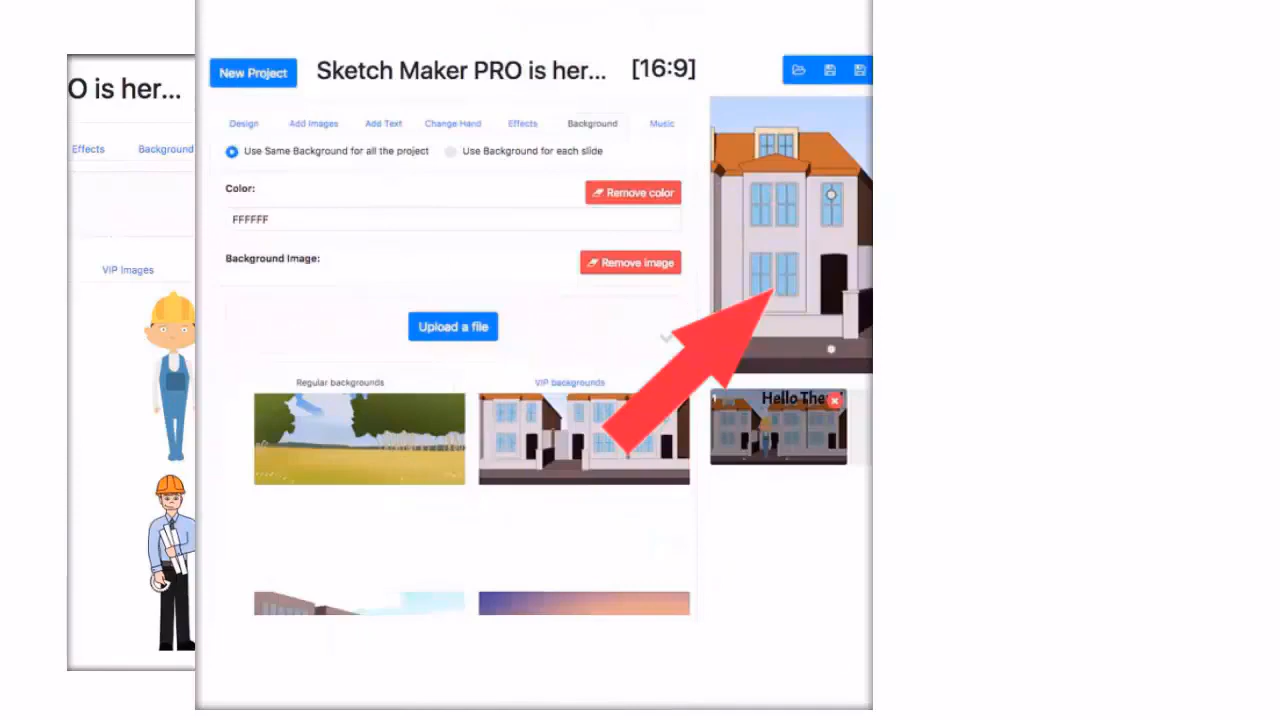 O is her...
Effects
Background
VIP Images
New Project
Sketch Maker PRO is her...
[16:9]
Design
Add Images
Add Text
Change Hand
Effects
Background
Music
Use Same Background for all the project
Use Background for each slide
Color:
Remove color
FFFFFF
Background Image:
Remove image
Upload a file
Regular backgrounds
VIP backgrounds
Hello The